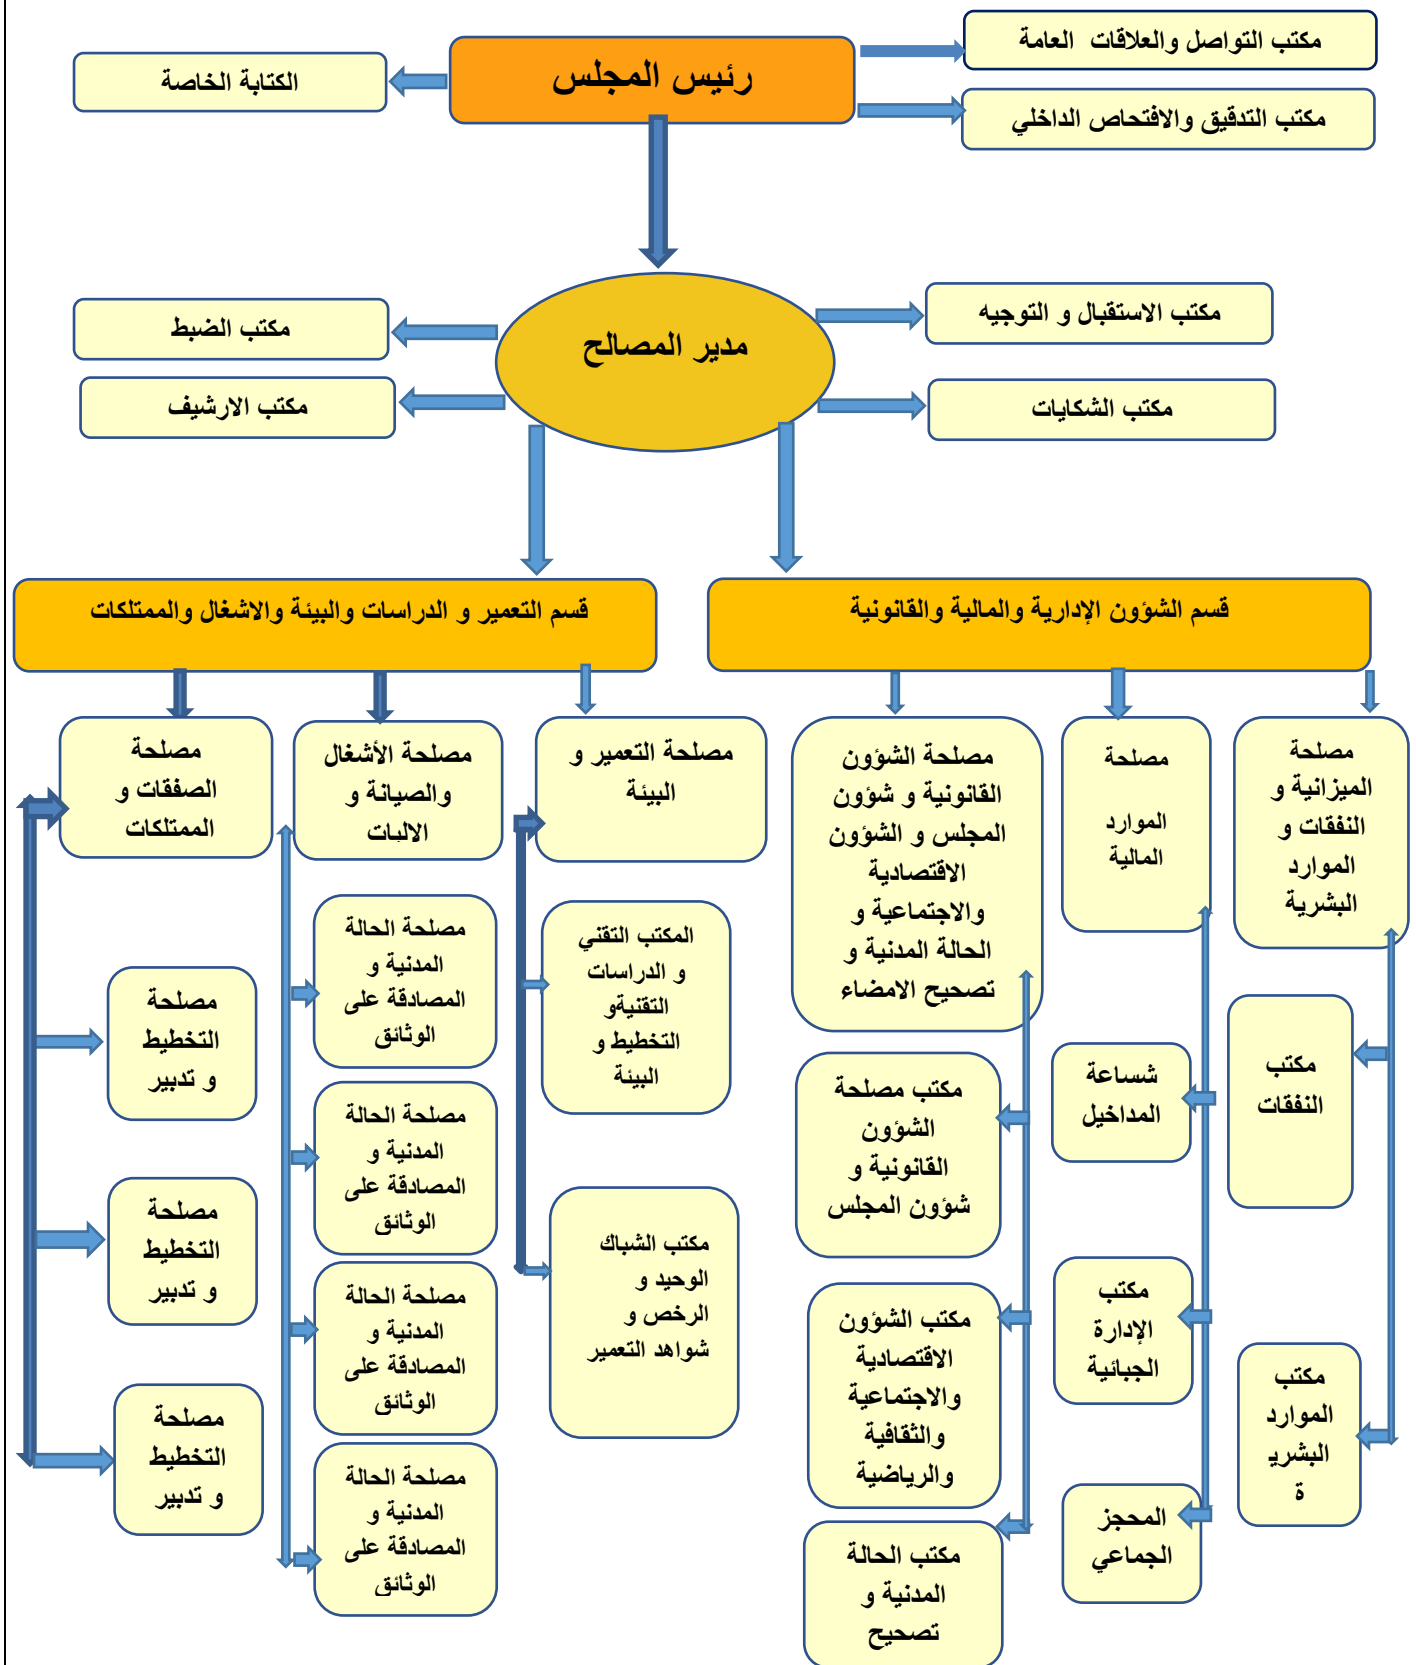 مكتب التواصل والعلاقات العامة
رئيس المجلس
الكتابة الخاصة
مكتب التدقيق والافتحاص الداخلي
مكتب الاستقبال و التوجيه
مكتب الضبط
مدير المصالح
مكتب الشكايات
مكتب الارشيف
قسم الشؤون الإدارية والمالية والقانونية
قسم التعمير و الدراسات والبيئة والاشغال والممتلكات
مصلحة
الميزانية و
النفقات و
الموارد
البشرية
مصلحة
الموارد
المالية
مصلحة الشؤون
القانونية و شؤون
المجلس و الشؤون
الاقتصادية
والاجتماعية و
الحالة المدنية و
تصحيح الامضاء
مصلحة التعمير و
البيئة
مصلحة الأشغال
والصيانة و
الاليات
مصلحة
الصفقات و
الممتلكات
مكتب
النفقات
مكتب
الموارد
البشري
ة
شساعة
المداخيل
مكتب
الإدارة
الجبائية
المحجز
الجماعي
مكتب مصلحة
الشؤون
القانونية و
شؤون المجلس
مكتب الشؤون
الاقتصادية
والاجتماعية
والثقافية
والرياضية
مكتب الحالة
المدنية و
تصحيح
المكتب التقني
و الدراسات
التقنيةو
التخطيط و
البيئة
مكتب الشباك
الوحيد و
الرخص و
شواهد التعمير
مصلحة الحالة
المدنية و
المصادقة على
الوثائق
مصلحة الحالة
المدنية و
المصادقة على
الوثائق
مصلحة الحالة
المدنية و
المصادقة على
الوثائق
مصلحة الحالة
المدنية و
المصادقة على
الوثائق
مصلحة
التخطيط
و تدبير
مصلحة
التخطيط
و تدبير
مصلحة
التخطيط
و تدبير